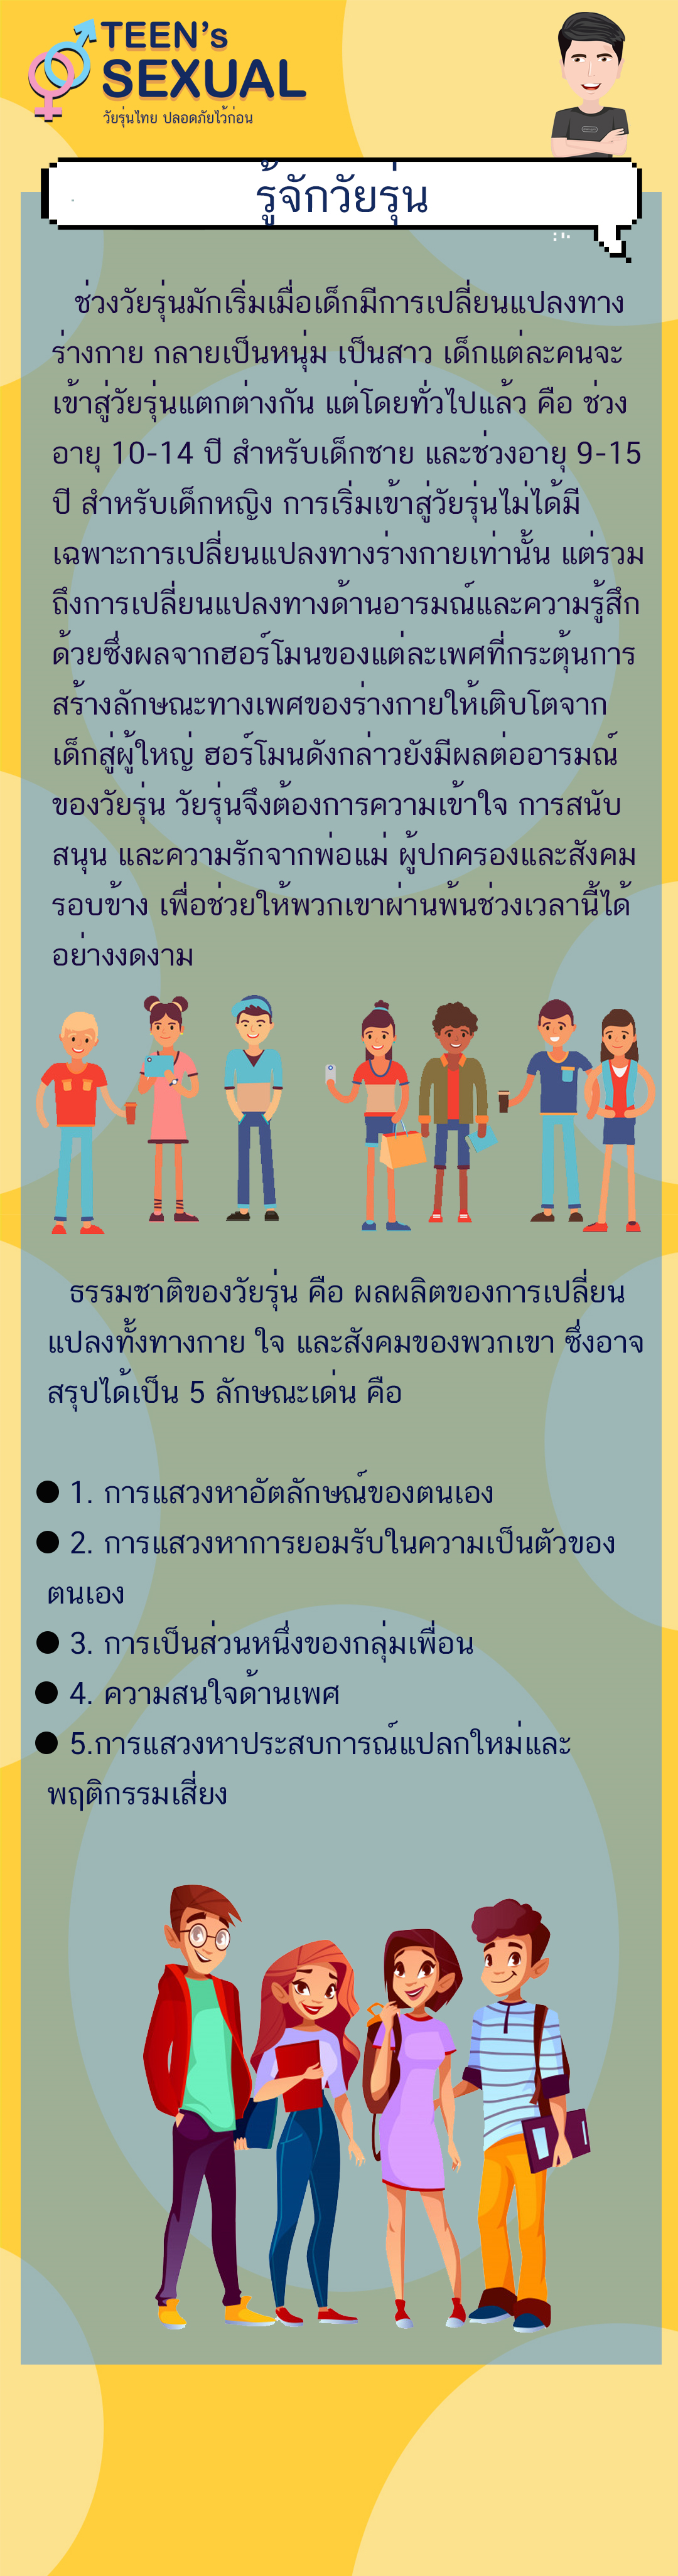 TEEN's
SEXUAL
วัยรุ่นไทย ปลอดภัยไว้ก่อน
รู้จักวัยรุ่น
ช่วงวัยรุ่นมักเริ่มเมื่อเด็กมีการเปลี่ยนแปลงทาง
ร่างกาย กลายเป็นหนุ่ม เป็นสาว เด็กแต่ละคนจะ
เข้าสู่วัยรุ่นแตกต่างกัน แต่โดยทั่วไปแล้ว คือ ช่วง
อายุ 10-14 ปี สำหรับเด็กชาย และช่วงอายุ 9-15
ปี สำหรับเด็กหญิง การเริ่มเข้าสู่วัยรุ่นไม่ได้มี
เฉพาะการเปลี่ยนแปลงทางร่างกายเท่านั้น แต่รวม
ถึงการเปลี่ยนแปลงทางด้านอารมณ์และความรู้สึก
ด้วยซึ่งผลจากฮอร์โมนของแต่ละเพศที่กระตุ้นการ
สร้างลักษณะทางเพศของร่างกายให้เติบโตจาก
เด็กสู่ผู้ใหญ่ ฮอร์โมนดังกล่าวยังมีผลต่ออารมณ์
ของวัยรุ่น วัยรุ่นจึงต้องการความเข้าใจ การสนับ
สนุน และความรักจากพ่อแม่ ผู้ปกครองและสังคม
รอบข้าง เพื่อช่วยให้พวกเขาผ่านพ้นช่วงเวลานี้ได้
อย่างงดงาม
ธรรมชาติของวัยรุ่น คือ ผลผลิตของการเปลี่ยน
แปลงทั้งทางกาย ใจ และสังคมของพวกเขา ซึ่งอาจ
สรุปได้เป็น 5 ลักษณะเด่น คือ
● 1. การแสวงหาอัตลักษณ์ของตนเอง
● 2. การแสวงหาการยอมรับในความเป็นตัวของ
ตนเอง
● 3. การเป็นส่วนหนึ่งของกลุ่มเพื่อน
● 4. ความสนใจด้านเพศ
● 5.การแสวงหาประสบการณ์แปลกใหม่และ
พฤติกรรมเสี่ยง